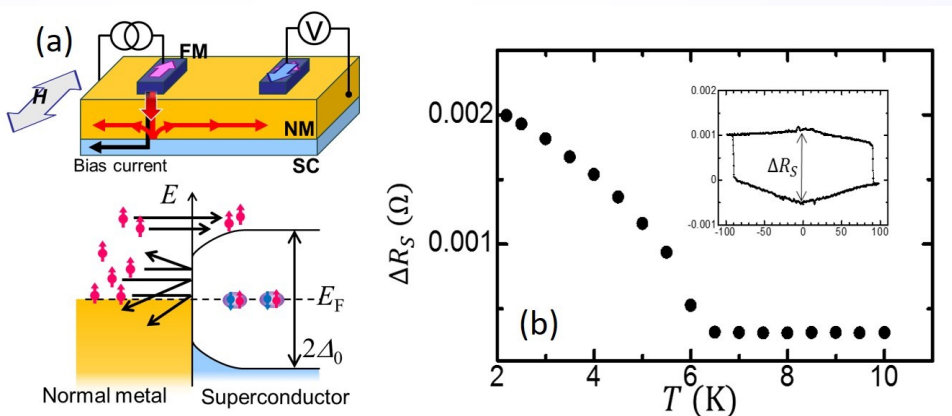 (a)
FM
V
H
NM
Bias current
SC
E
E_F
2Δ₀
Normal metal
Superconductor
ΔR_S (Ω)
0.002
0.001
2
4
6
8
10
T (K)
(b)
0.002
0.001
0
-0.001
-100
-50
0
50
100
ΔR_S